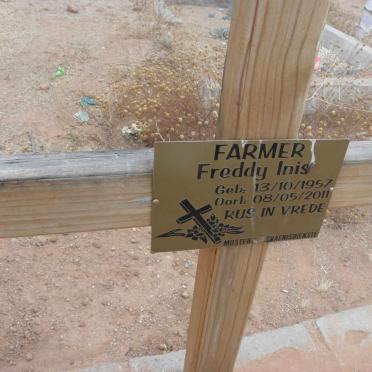 FARMER
Freddy Inis
Geb: 13/10/1957
Oorl: 08/05/2011
RUS IN VREDE